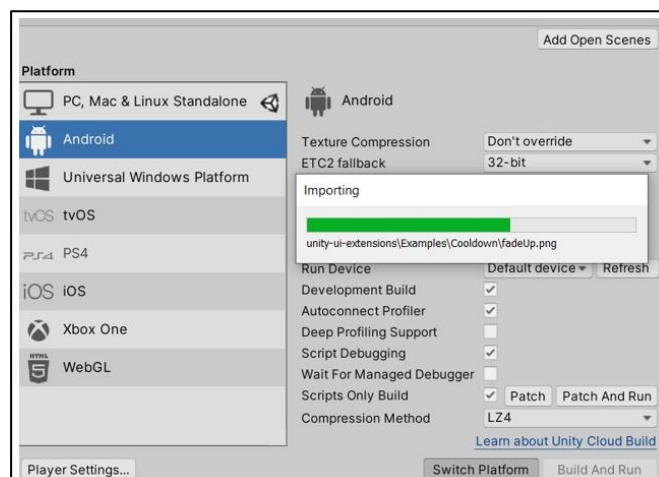 Add Open Scenes
Platform
PC, Mac & Linux Standalone
Android
Universal Windows Platform
tvOS tvOS
PS4 PS4
iOS iOS
Xbox One
HTML 5 WebGL
Android
Texture Compression Don't override
ETC2 fallback 32-bit
Importing
unity-ui-extensions\Examples\Cooldown\fadeUp.png
Run Device Default device Refresh
Development Build
Autoconnect Profiler
Deep Profiling Support
Script Debugging
Wait For Managed Debugger
Scripts Only Build Patch Patch And Run
Compression Method LZ4
Learn about Unity Cloud Build
Player Settings... Switch Platform Build And Run